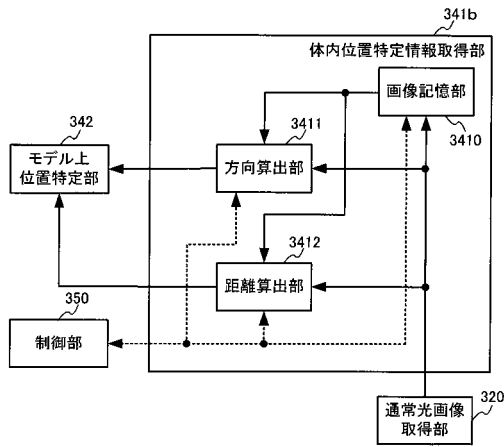 341b
体内位置特定情報取得部
画像記憶部
3410
342
モデル上
位置特定部
3411
方向算出部
3412
距離算出部
350
制御部
通常光画像
取得部
320